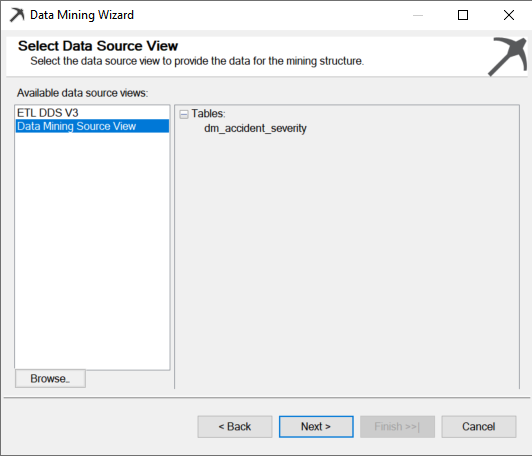 Data Mining Wizard
Select Data Source View
Select the data source view to provide the data for the mining structure.
Available data source views:
ETL DDS V3
Data Mining Source View
Tables:
dm_accident_severity
Browse..
< Back
Next >
Finish >>|
Cancel